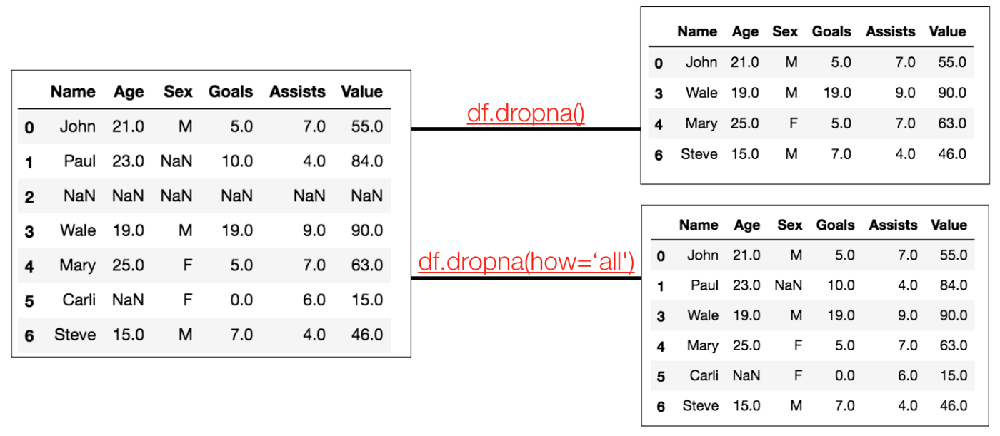 Name Age Sex Goals Assists Value
0 John 21.0 M 5.0 7.0 55.0
1 Paul 23.0 NaN 10.0 4.0 84.0
2 NaN NaN NaN NaN NaN NaN
3 Wale 19.0 M 19.0 9.0 90.0
4 Mary 25.0 F 5.0 7.0 63.0
5 Carli NaN F 0.0 6.0 15.0
6 Steve 15.0 M 7.0 4.0 46.0
df.dropna()
Name Age Sex Goals Assists Value
0 John 21.0 M 5.0 7.0 55.0
3 Wale 19.0 M 19.0 9.0 90.0
4 Mary 25.0 F 5.0 7.0 63.0
6 Steve 15.0 M 7.0 4.0 46.0
df.dropna(how=‘all')
Name Age Sex Goals Assists Value
0 John 21.0 M 5.0 7.0 55.0
1 Paul 23.0 NaN 10.0 4.0 84.0
3 Wale 19.0 M 19.0 9.0 90.0
4 Mary 25.0 F 5.0 7.0 63.0
5 Carli NaN F 0.0 6.0 15.0
6 Steve 15.0 M 7.0 4.0 46.0